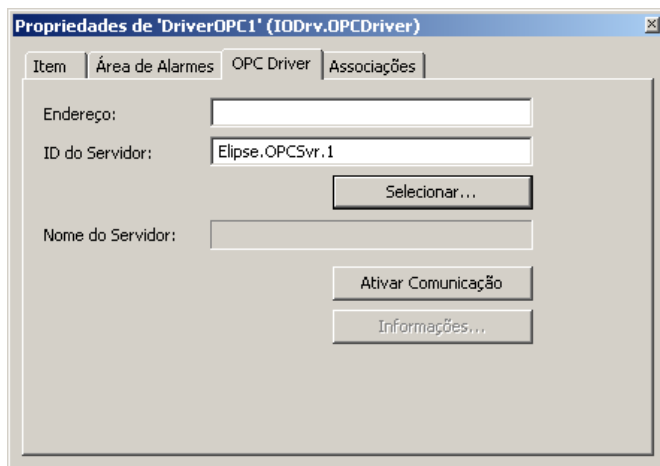 Propriedades de 'DriverOPC1' (IODrv.OPCDriver)
Item Área de Alarmes OPC Driver Associações
Endereço:
ID do Servidor: Elipse.OPCSvr.1
Selecionar...
Nome do Servidor:
Ativar Comunicação
Informações...